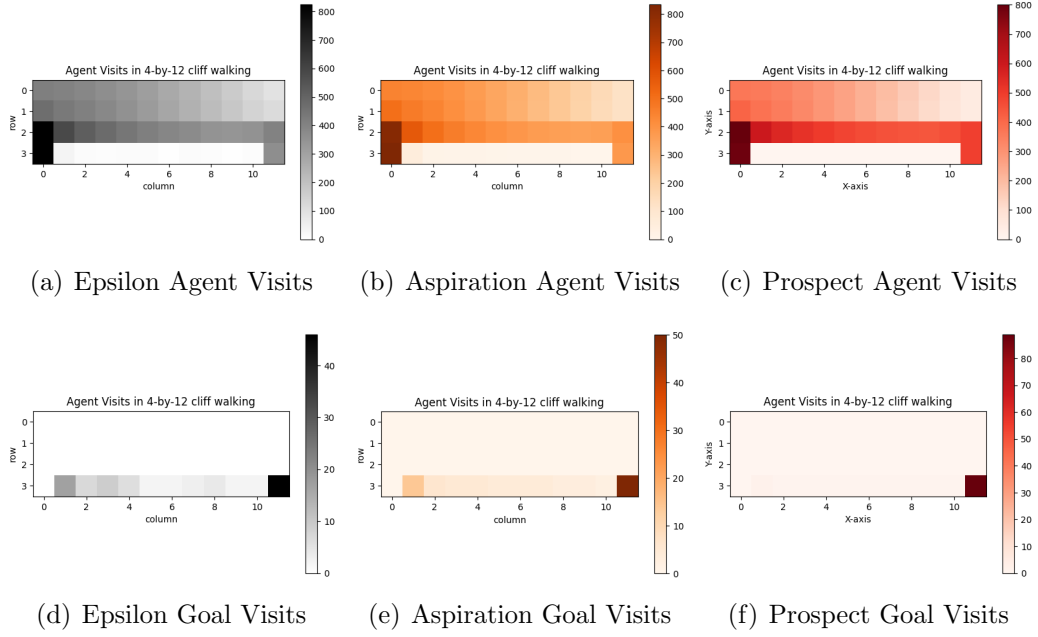 Agent Visits in 4-by-12 cliff walking
row
0
1
2
3
0 2 4 6 8 10
column
800
700
600
500
400
300
200
100
0
(a) Epsilon Agent Visits
Agent Visits in 4-by-12 cliff walking
row
0
1
2
3
0 2 4 6 8 10
column
800
700
600
500
400
300
200
100
0
(b) Aspiration Agent Visits
Agent Visits in 4-by-12 cliff walking
Y-axis
0
1
2
3
0 2 4 6 8 10
X-axis
800
700
600
500
400
300
200
100
0
(c) Prospect Agent Visits
Agent Visits in 4-by-12 cliff walking
row
0
1
2
3
0 2 4 6 8 10
column
40
30
20
10
0
(d) Epsilon Goal Visits
Agent Visits in 4-by-12 cliff walking
row
0
1
2
3
0 2 4 6 8 10
column
50
40
30
20
10
0
(e) Aspiration Goal Visits
Agent Visits in 4-by-12 cliff walking
Y-axis
0
1
2
3
0 2 4 6 8 10
X-axis
80
70
60
50
40
30
20
10
0
(f) Prospect Goal Visits